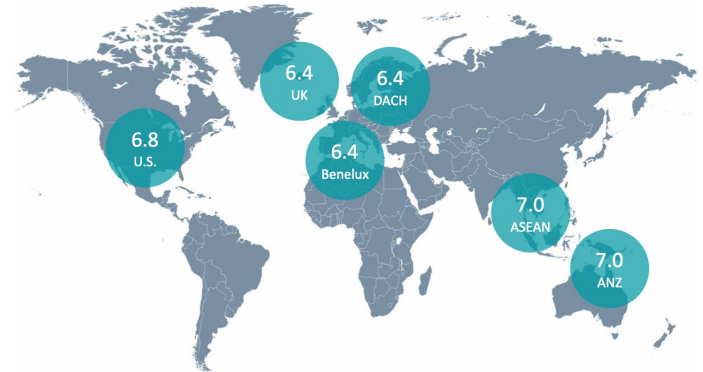 6.4
UK
6.4
DACH
6.8
U.S.
6.4
Benelux
7.0
ASEAN
7.0
ANZ